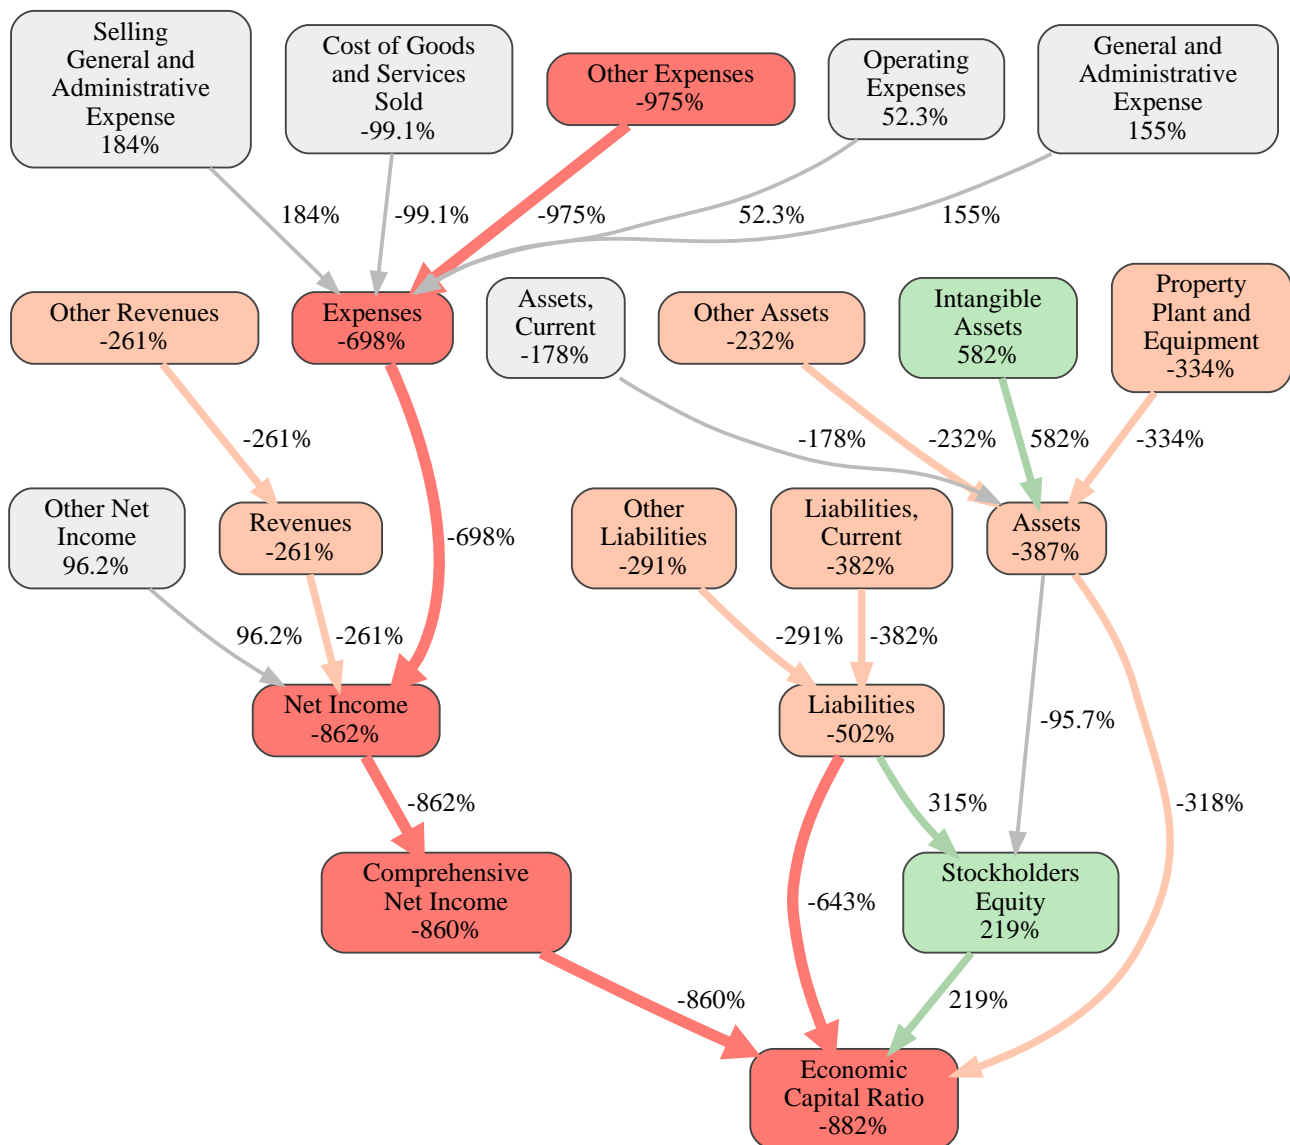 Selling
General and
Administrative
Expense
184%
Cost of Goods
and Services
Sold
-99.1%
Other Expenses
-975%
Operating
Expenses
52.3%
General and
Administrative
Expense
155%
184%
-99.1%
-975%
52.3%
155%
Other Revenues
-261%
Expenses
-698%
Assets,
Current
-178%
Other Assets
-232%
Intangible
Assets
582%
Property
Plant and
Equipment
-334%
-261%
-178%
-232%
582%
-334%
Other Net
Income
96.2%
Revenues
-261%
-698%
Other
Liabilities
-291%
Liabilities,
Current
-382%
Assets
-387%
96.2%
-261%
-291%
-382%
Net Income
-862%
Liabilities
-502%
-95.7%
-862%
315%
-318%
Comprehensive
Net Income
-860%
-643%
Stockholders
Equity
219%
-860%
219%
Economic
Capital Ratio
-882%